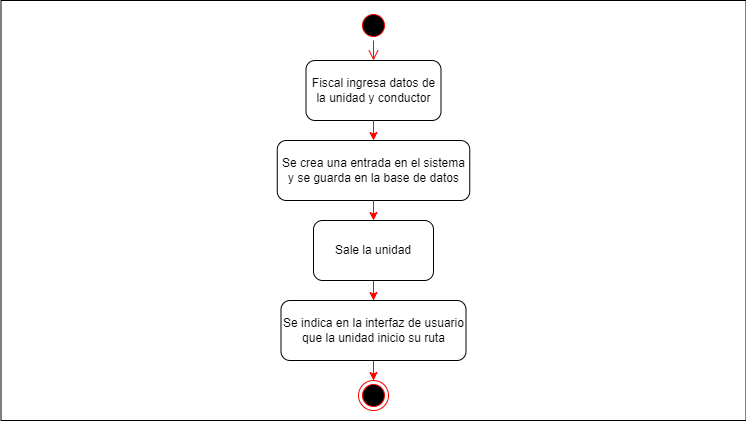 Fiscal ingresa datos de
la unidad y conductor
Se crea una entrada en el sistema
y se guarda en la base de datos
Sale la unidad
Se indica en la interfaz de usuario
que la unidad inicio su ruta